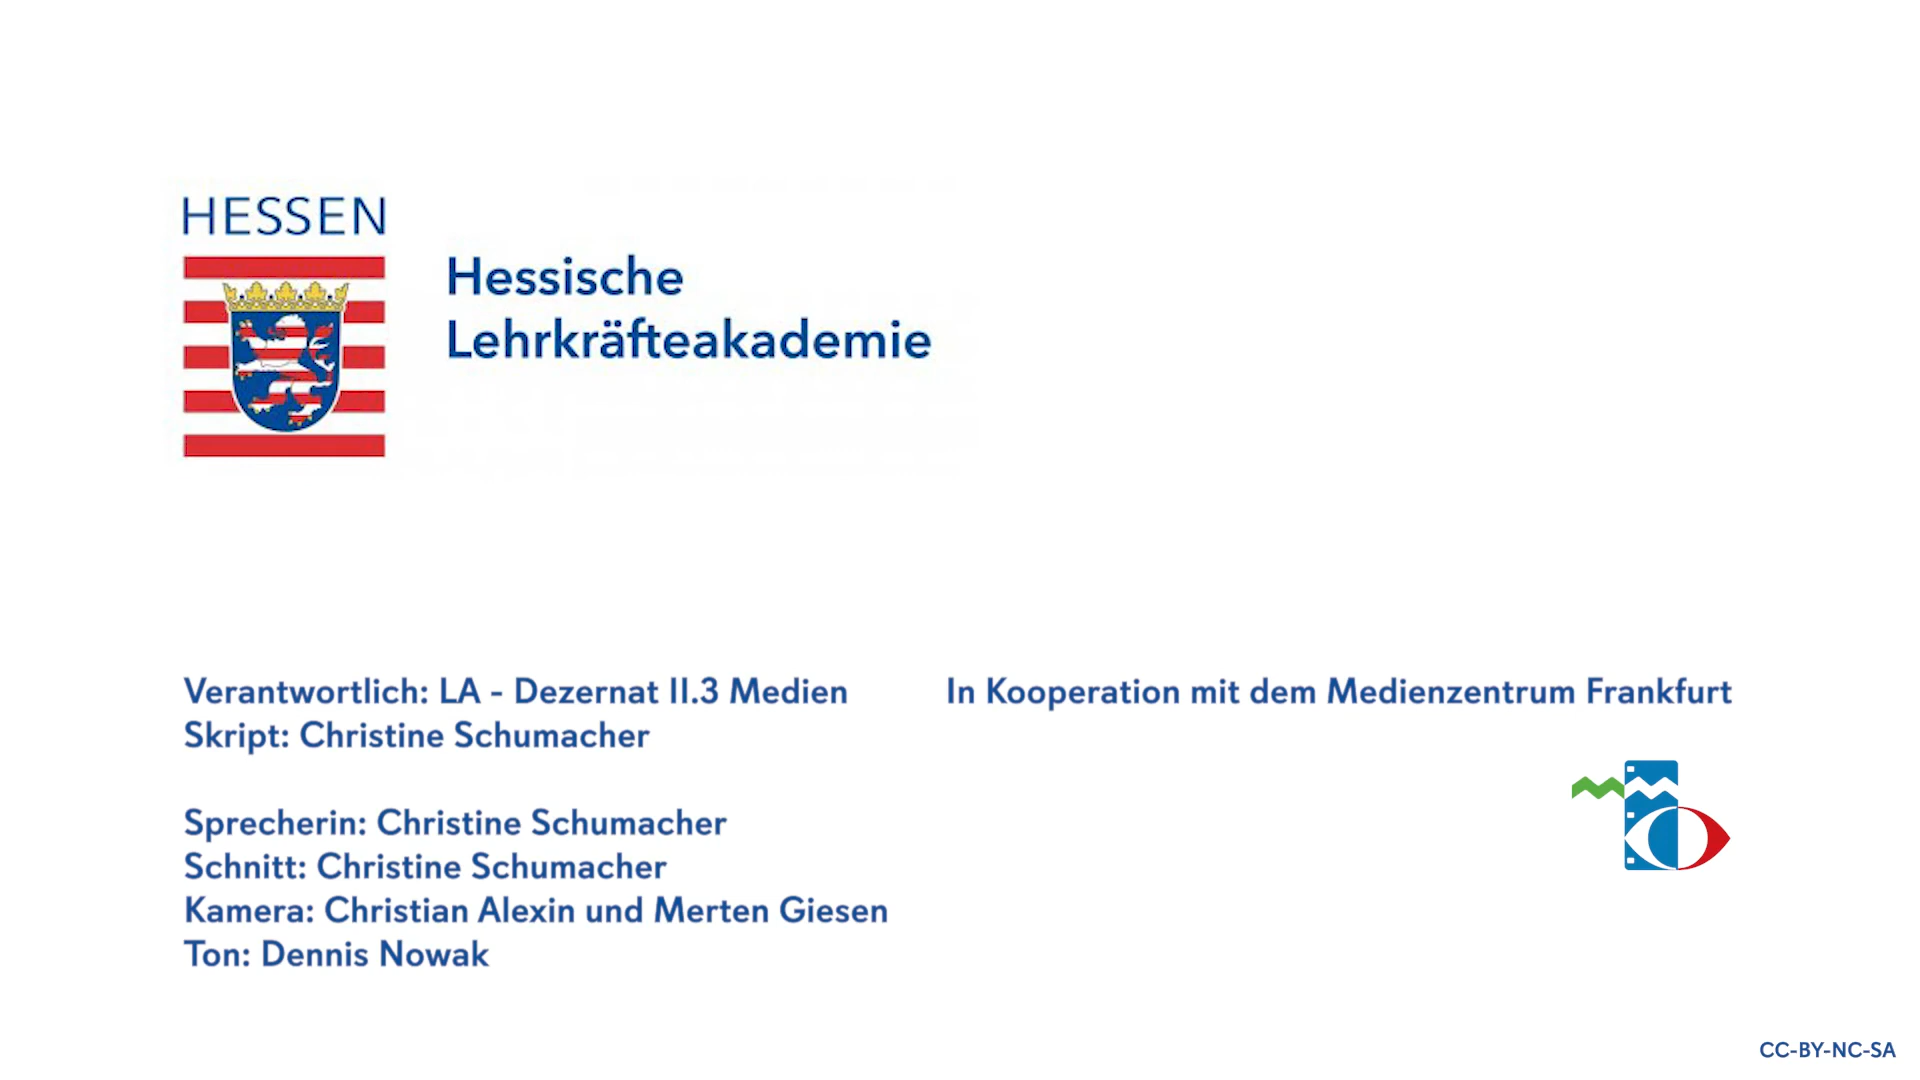 HESSEN
Hessische
Lehrkräfteakademie
Verantwortlich: LA - Dezernat II.3 Medien
Skript: Christine Schumacher
Sprecherin: Christine Schumacher
Schnitt: Christine Schumacher
Kamera: Christian Alexin und Merten Giesen
Ton: Dennis Nowak
In Kooperation mit dem Medienzentrum Frankfurt
CC-BY-NC-SA